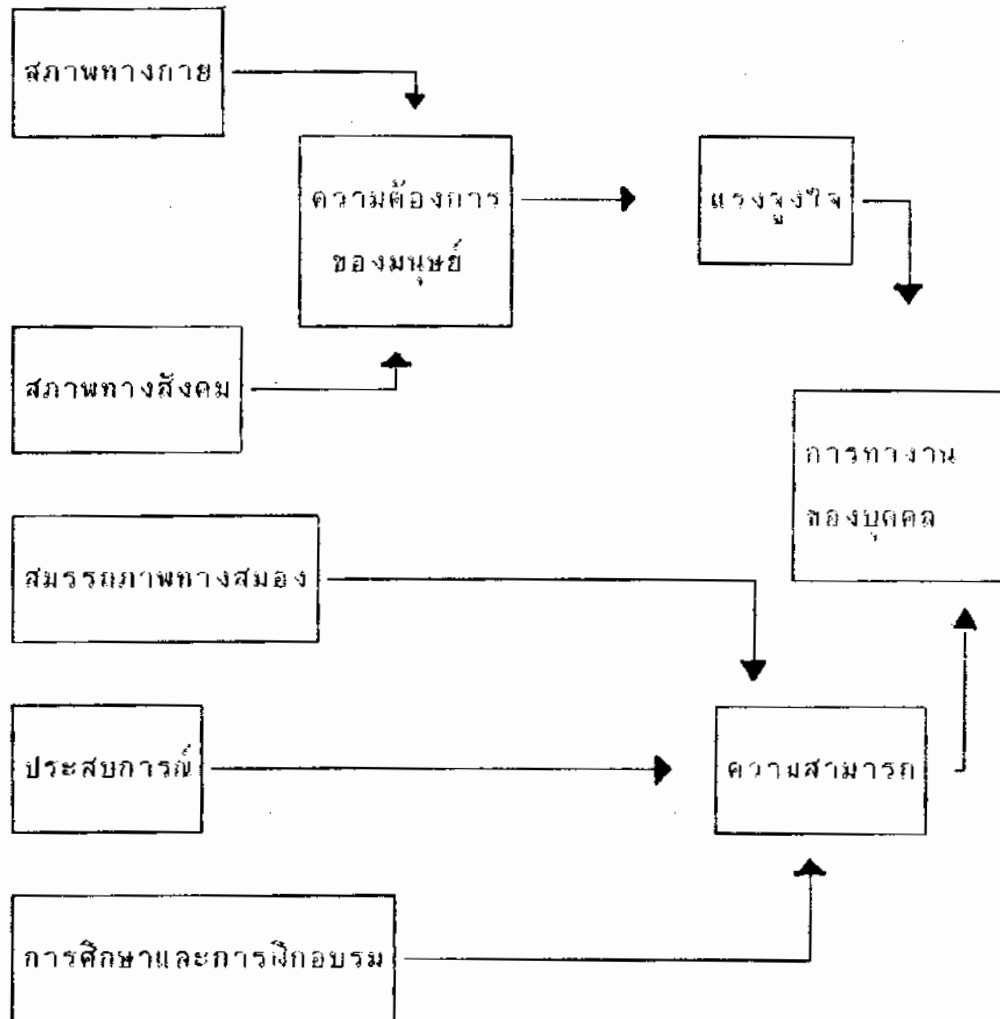 สภาพทางกาย
ความต้องการ
ของมนุษย์
แรงจูงใจ
สภาพทางสังคม
การทางาน
ของบุคคล
สมรรถภาพทางสมอง
ประสบการณ์
ความสามารถ
การศึกษาและการฝึกอบรม